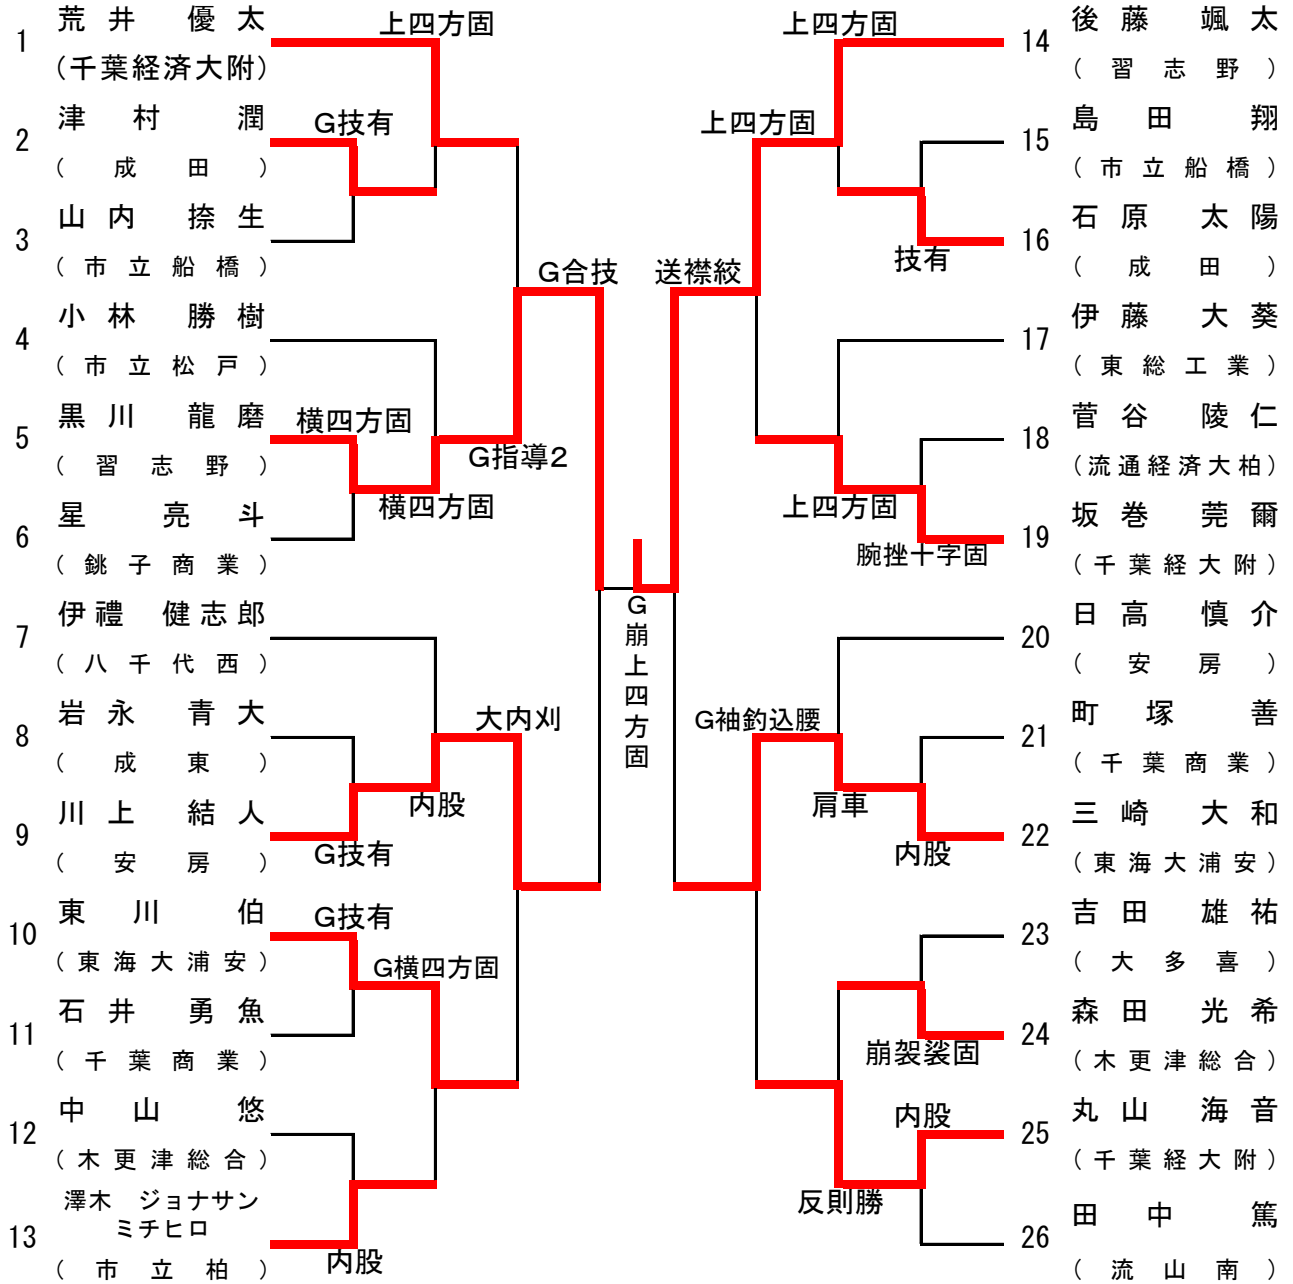 1 荒井 優太
(千葉経済大附)
2 津村 潤
(成田)
3 山内 捺生
(市立船橋)
4 小林 勝樹
(市立松戸)
5 黒川 龍磨
(習志野)
6 星 亮斗
(銚子商業)
7 伊禮 健志郎
(八千代西)
8 岩永 青大
(成東)
9 川上 結人
(安房)
10 東川 伯
(東海大浦安)
11 石井 勇魚
(千葉商業)
12 中山 悠
(木更津総合)
13 澤木 ジョナサン
ミチヒロ
(市立柏)
上四方固
G技有
G合技
横四方固
G指導2
横四方固
大内刈
内股
G技有
G技有
G横四方固
内股
G崩上四方固
上四方固
上四方固
技有
送襟絞
上四方固
腕挫十字固
G袖釣込腰
肩車
内股
崩袈裟固
内股
反則勝
14 後藤 颯太
(習志野)
15 島田 翔
(市立船橋)
16 石原 太陽
(成田)
17 伊藤 大葵
(東総工業)
18 菅谷 陵仁
(流通経済大柏)
19 坂巻 莞爾
(千葉経大附)
20 日高 慎介
(安房)
21 町塚 善
(千葉商業)
22 三崎 大和
(東海大浦安)
23 吉田 雄祐
(大多喜)
24 森田 光希
(木更津総合)
25 丸山 海音
(千葉経大附)
26 田中 篤
(流山南)